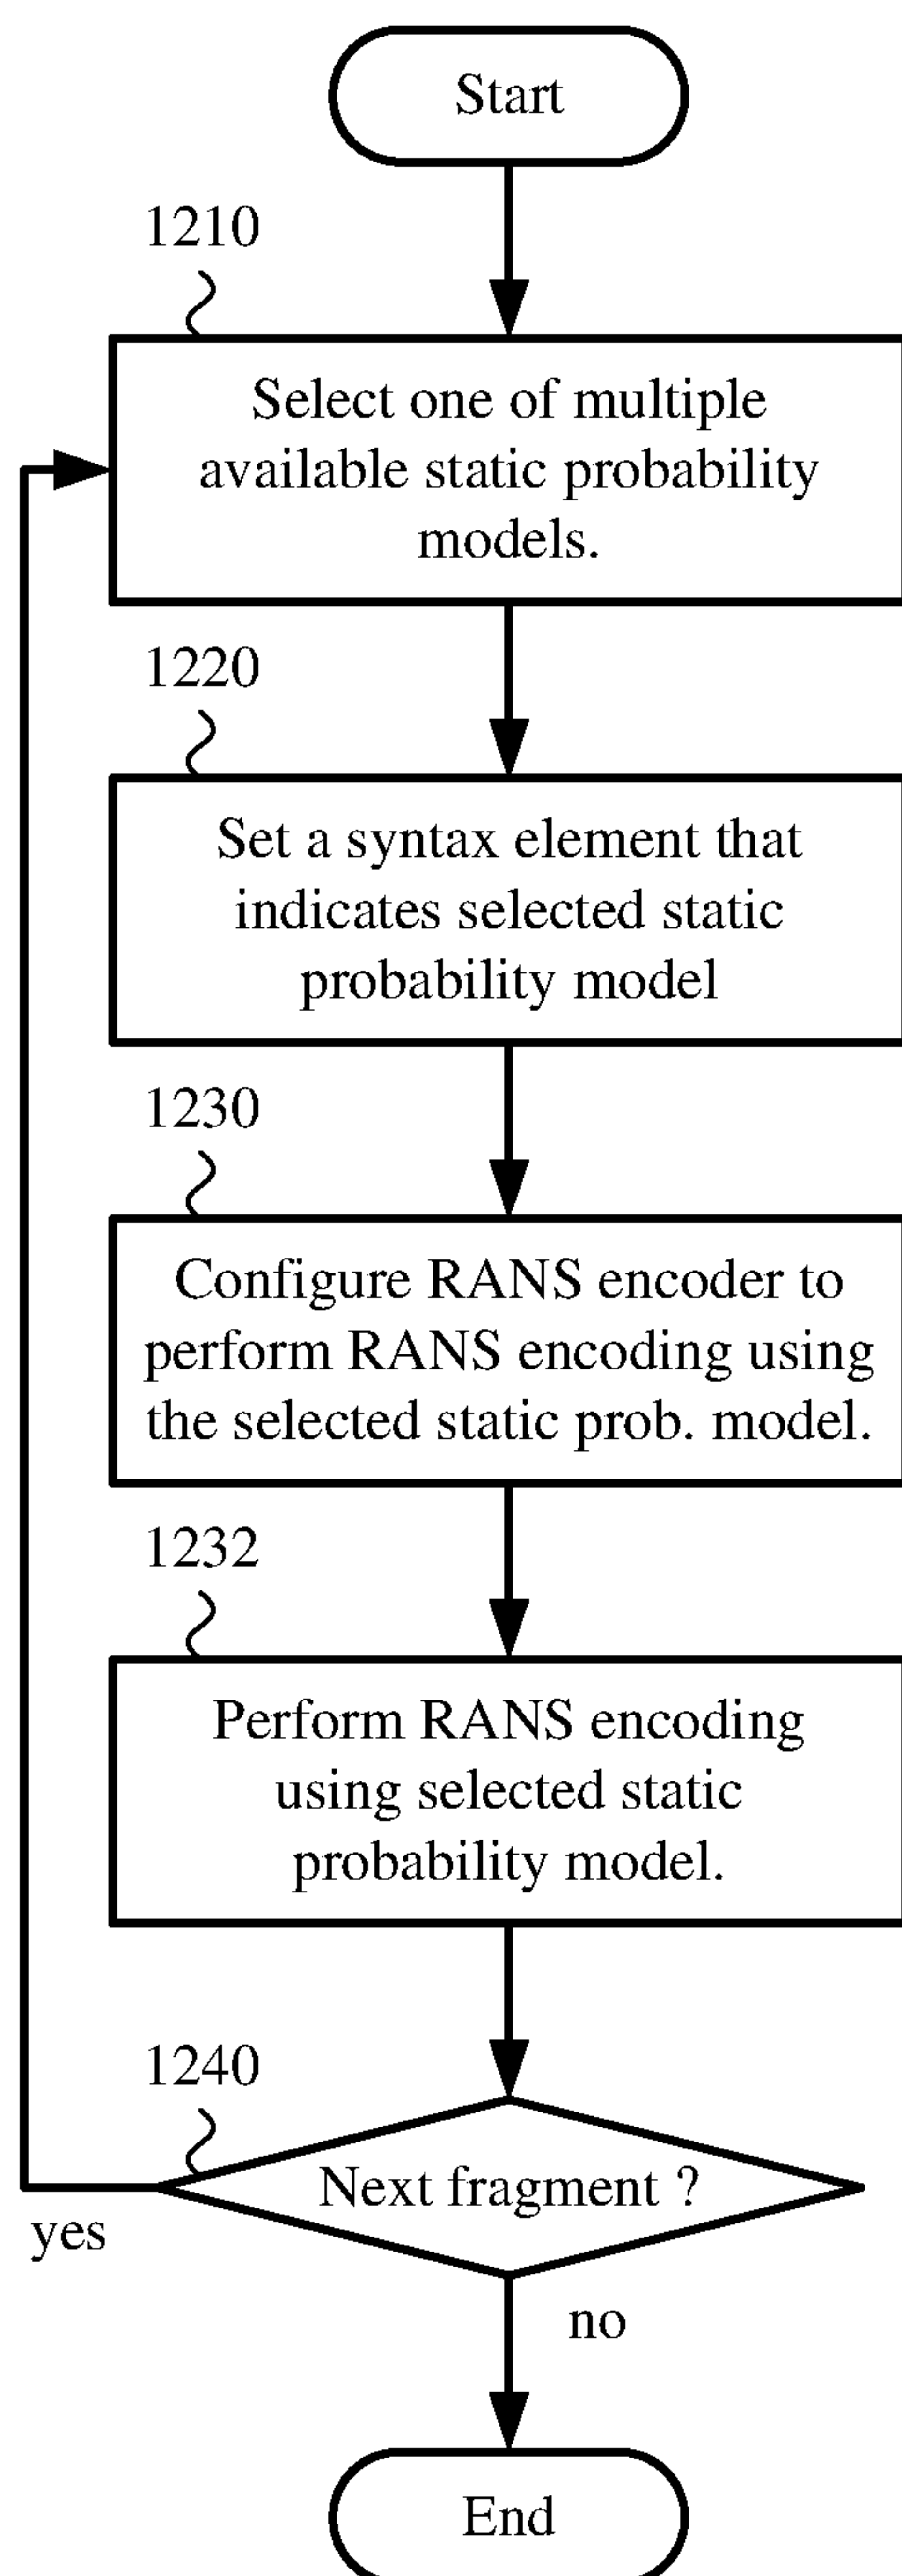 Start
1210
Select one of multiple
available static probability
models.
1220
Set a syntax element that
indicates selected static
probability model
1230
Configure RANS encoder to
perform RANS encoding using
the selected static prob. model.
1232
Perform RANS encoding
using selected static
probability model.
1240
Next fragment ?
yes
no
End